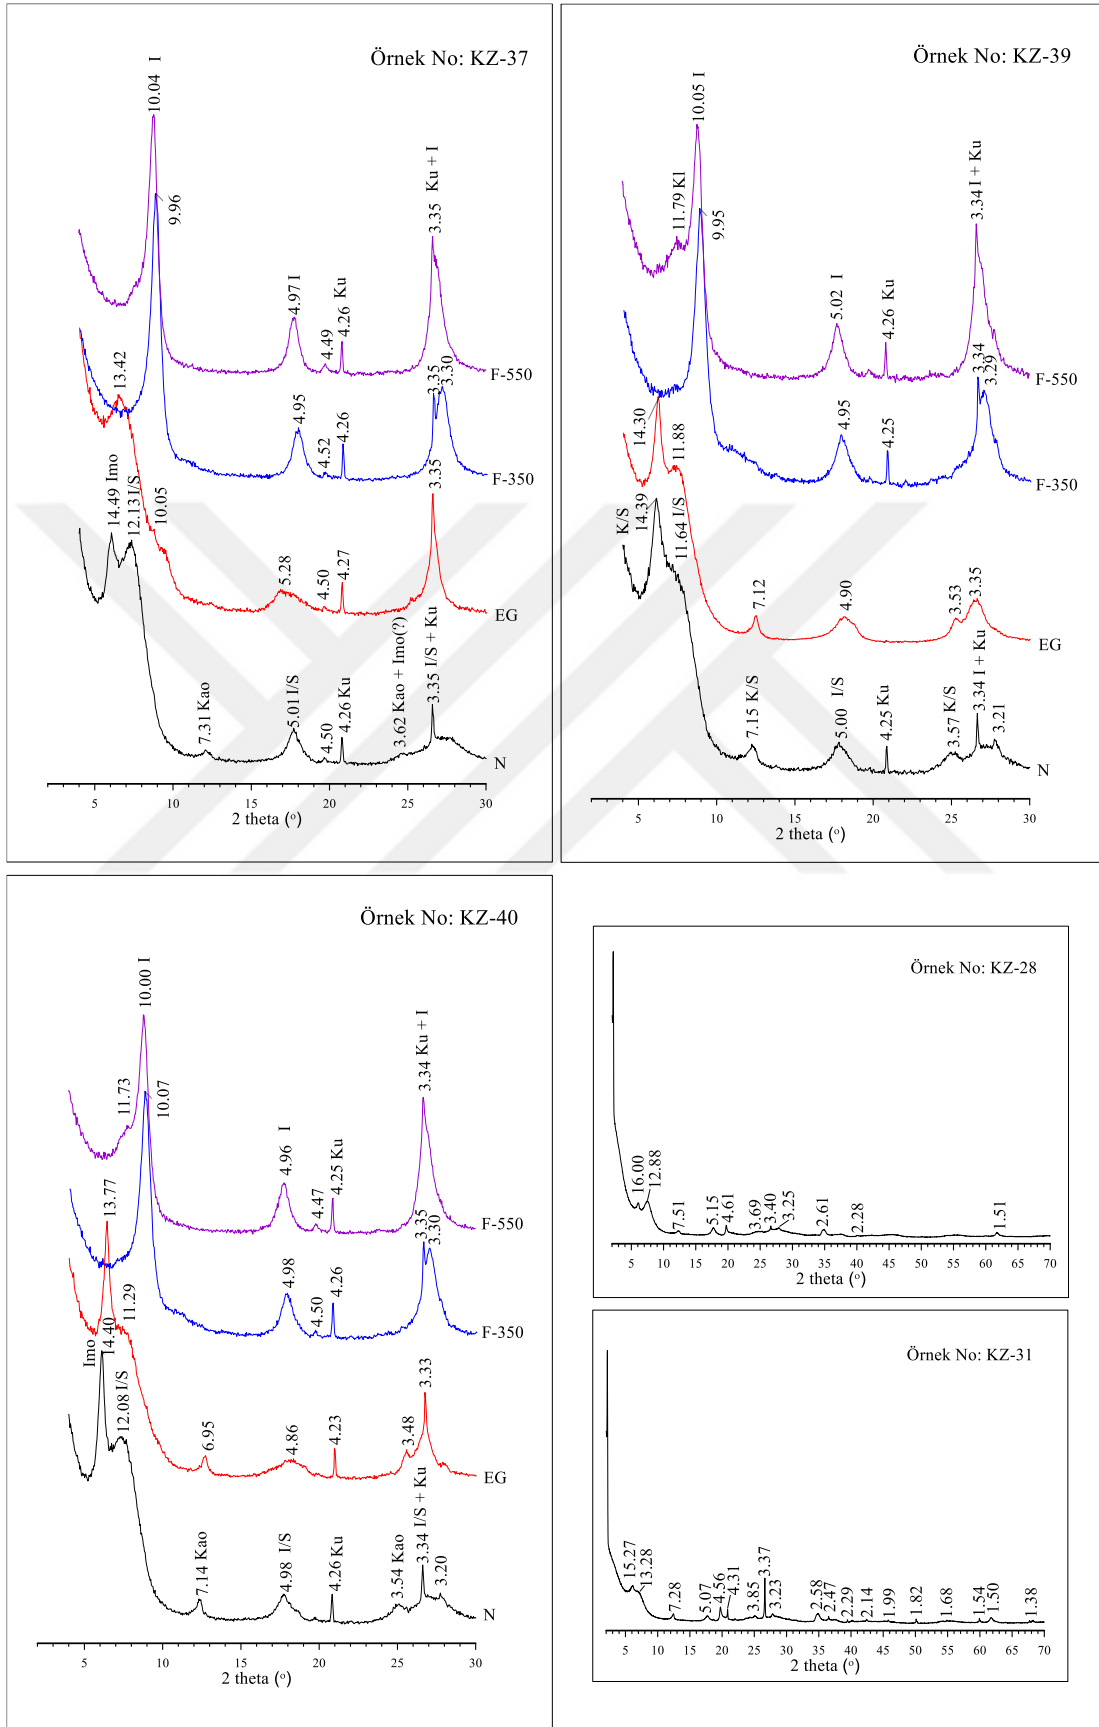 Örnek No: KZ-37
10.04 I
9.96
3.35 Ku + I
4.97 I
4.49
4.26 Ku
F-550
13.42
3.35
3.30
4.95
4.52
4.26
F-350
14.49 Imo
12.13 I/S
10.05
3.35
5.28
4.50
4.27
EG
7.31 Kao
5.01 I/S
4.50
4.26 Ku
3.62 Kao + Imo(?)
3.35 I/S + Ku
N
5 10 15 20 25 30
2 theta (°)
Örnek No: KZ-39
10.05 I
11.79 Kl
9.95
3.34 I + Ku
5.02 I
4.26 Ku
F-550
3.34
3.29
14.30
11.88
4.95
4.25
F-350
K/S
14.39
11.64 I/S
7.12
4.90
3.53
3.35
EG
7.15 K/S
5.00 I/S
4.25 Ku
3.57 K/S
3.34 I + Ku
3.21
N
5 10 15 20 25 30
2 theta (°)
Örnek No: KZ-40
10.00 I
11.73
10.07
3.34 Ku + I
4.96 I
4.47
4.25 Ku
F-550
13.77
3.35
3.30
4.98
4.50
4.26
F-350
Imo
14.40
11.29
12.08 I/S
3.33
6.95
4.86
4.23
3.48
EG
7.14 Kao
4.98 I/S
4.26 Ku
3.54 Kao
3.34 I/S + Ku
3.20
N
5 10 15 20 25 30
2 theta (°)
Örnek No: KZ-28
16.00
12.88
7.51
5.15
4.61
3.69
3.40
3.25
2.61
2.28
1.51
5 10 15 20 25 30 35 40 45 50 55 60 65 70
2 theta (°)
Örnek No: KZ-31
15.27
13.28
7.28
5.07
4.56
4.31
3.85
3.37
3.23
2.58
2.47
2.29
2.14
1.99
1.82
1.68
1.54
1.50
1.38
5 10 15 20 25 30 35 40 45 50 55 60 65 70
2 theta (°)